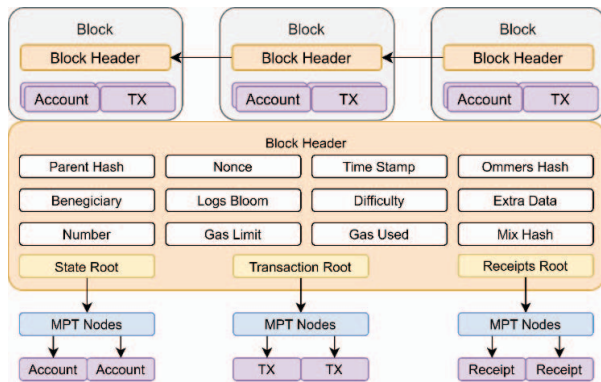 Block Block Block
Block Header Block Header Block Header
Account TX Account TX Account TX
Block Header
Parent Hash Nonce Time Stamp Ommers Hash
Benegiciary Logs Bloom Difficulty Extra Data
Number Gas Limit Gas Used Mix Hash
State Root Transaction Root Receipts Root
MPT Nodes MPT Nodes MPT Nodes
Account Account TX TX Receipt Receipt